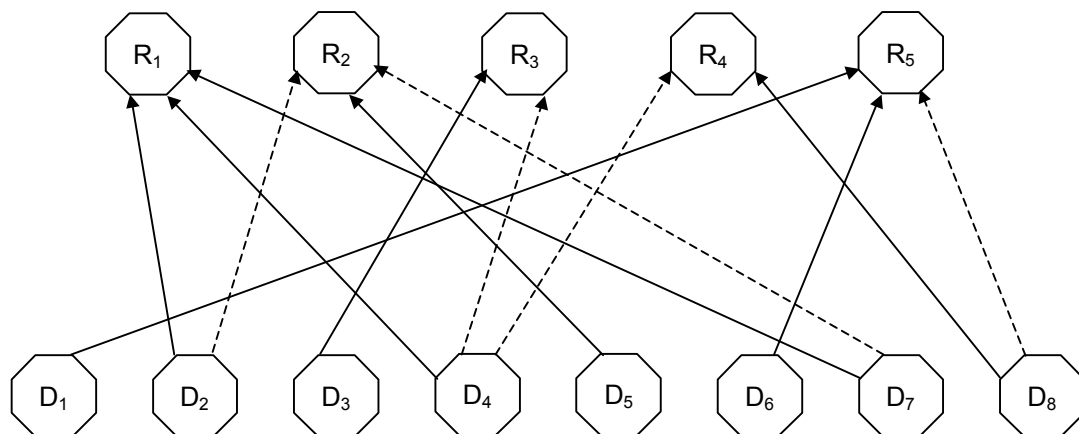 R₁ R₂ R₃ R₄ R₅
D₁ D₂ D₃ D₄ D₅ D₆ D₇ D₈